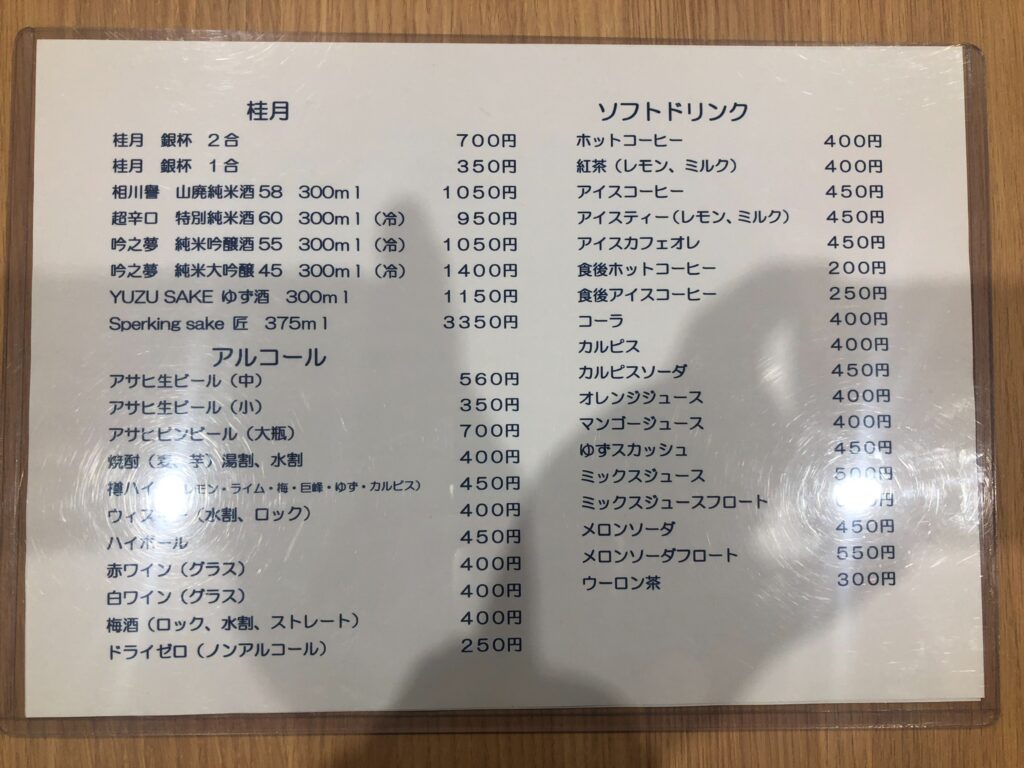 桂月
桂月 銀杯 2合 700円
桂月 銀杯 1合 350円
相川譽 山廃純米酒58 300ml 1050円
超辛口 特別純米酒60 300ml(冷) 950円
吟之夢 純米吟醸酒55 300ml(冷) 1050円
吟之夢 純米大吟醸45 300ml(冷) 1400円
YUZU SAKE ゆず酒 300ml 1150円
Sperking sake 匠 375ml 3350円
アルコール
アサヒ生ビール(中) 560円
アサヒ生ビール(小) 350円
アサヒビンビール(大瓶) 700円
焼酎(麦、芋)湯割、水割 400円
樽ハイ レモン・ライム・梅・巨峰・ゆず・カルピス) 450円
ウィスキー(水割、ロック) 400円
ハイボール 450円
赤ワイン(グラス) 400円
白ワイン(グラス) 400円
梅酒(ロック、水割、ストレート) 400円
ドライゼロ(ノンアルコール) 250円
ソフトドリンク
ホットコーヒー 400円
紅茶(レモン、ミルク) 400円
アイスコーヒー 450円
アイスティー(レモン、ミルク) 450円
アイスカフェオレ 450円
食後ホットコーヒー 200円
食後アイスコーヒー 250円
コーラ 400円
カルピス 400円
カルピスソーダ 450円
オレンジジュース 400円
マンゴージュース 400円
ゆずスカッシュ 450円
ミックスジュース 500円
ミックスジュースフロート
メロンソーダ 450円
メロンソーダフロート 550円
ウーロン茶 300円